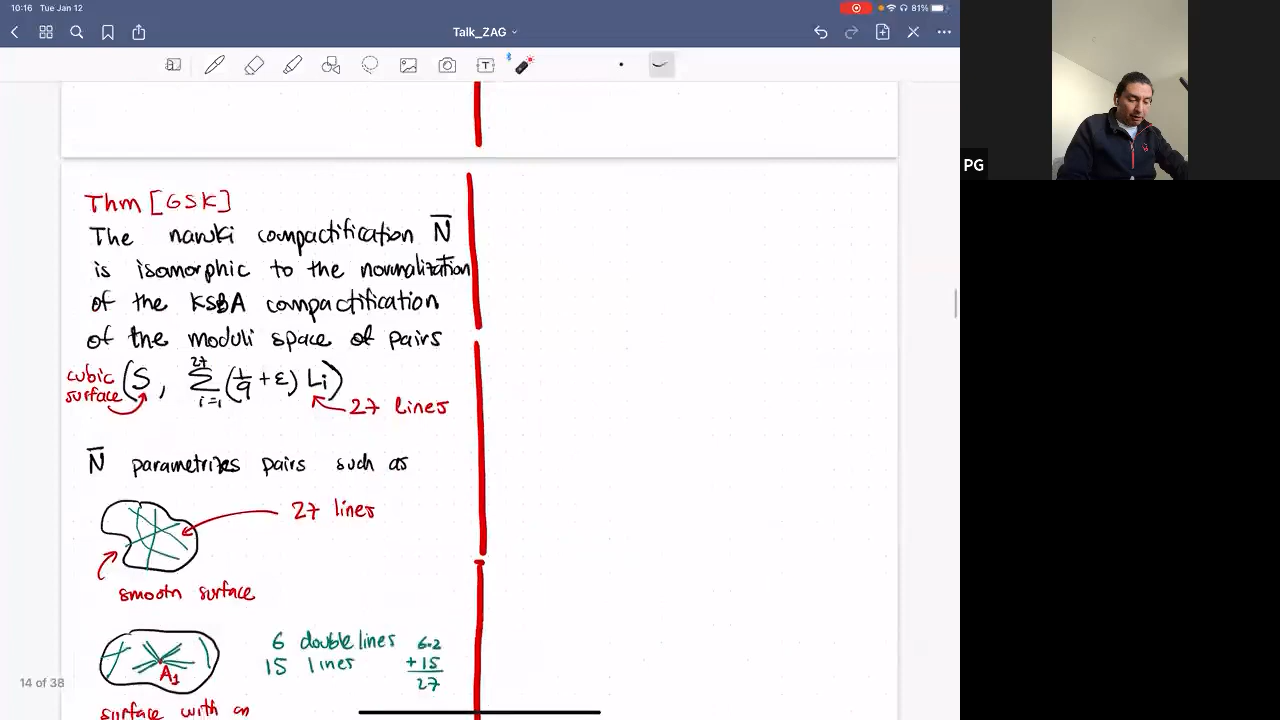 10:16 Tue Jan 12
81%
Talk_ZAG
PG
Thm [GSK]
The naruki compactification N̄
is isomorphic to the normalization
of the KSBA compactification
of the moduli space of pairs
cubic surface (S, 27 Σ i=1 (1/9 + ε) Li)
27 lines
N̄ parametrizes pairs such as
27 lines
smooth surface
6 double lines 6·2
15 lines +15
27
A1
14 of 38
surface with an